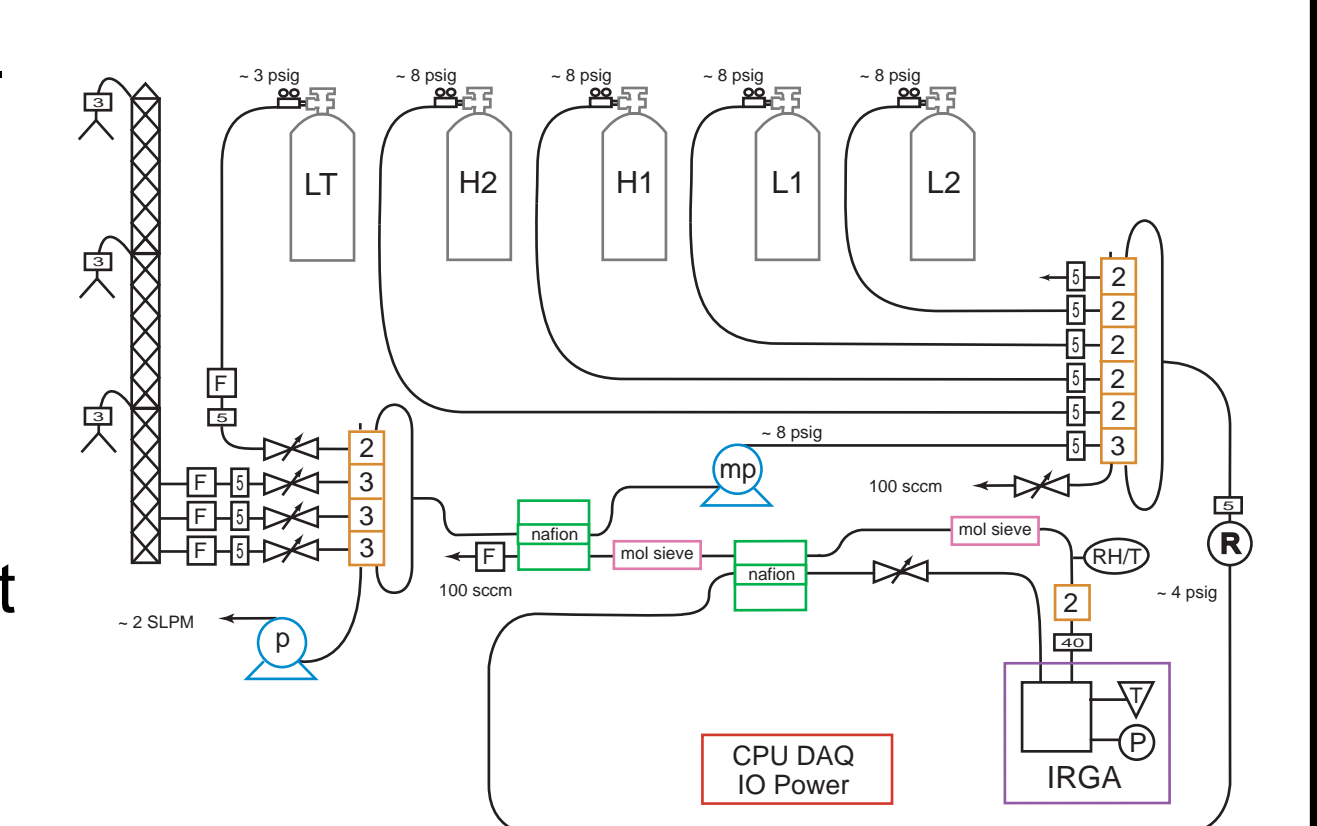 ~ 3 psig
~ 8 psig
~ 8 psig
~ 8 psig
~ 8 psig
3
LT
H2
H1
L1
L2
3
5 2
5 2
5 2
5 2
5 2
5 3
F
5
3
2
F 5 3
F 5 3
F 5 3
mp
~ 8 psig
100 sccm
5
R
nafion
F
mol sieve
100 sccm
nafion
mol sieve
RH/T
2
40
~ 4 psig
t
~ 2 SLPM
p
T
P
IRGA
CPU DAQ
IO Power